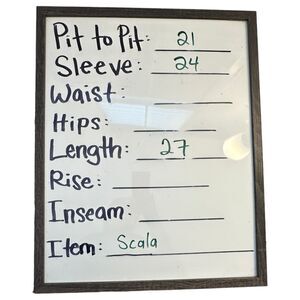 Pit to Pit: 21
Sleeve: 24
Waist:
Hips:
Length: 27
Rise:
Inseam:
Item: Scala